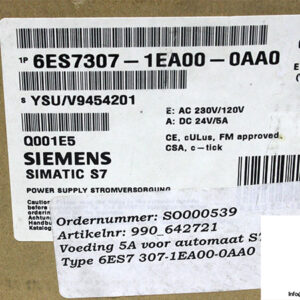 1P 6ES7307-1EA00-0AA0
S YSU/V9454201
E: AC 230V/120V
A: DC 24V/5A
Q001E5
CE, cULus, FM approved
CSA, c-tick
SIEMENS
SIMATIC S7
POWER SUPPLY STROMVERSORGUNG
Ordernummer: SO000539
Artikelnr: 990_642721
Voeding 5A voor automaat S7
Type 6ES7 307-1EA00-0AA0